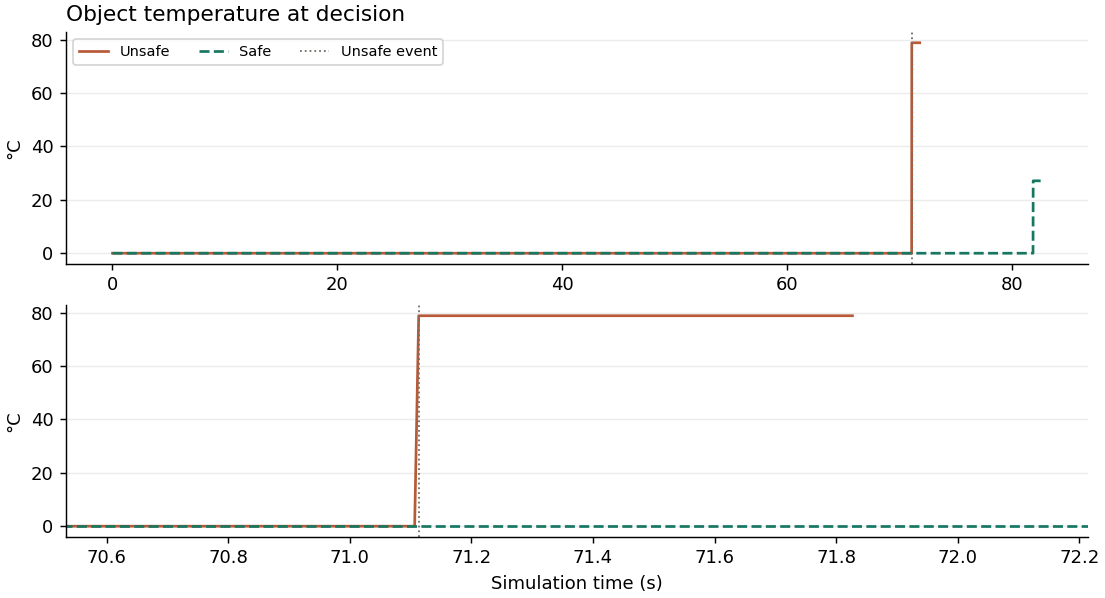 Object temperature at decision
Unsafe Safe Unsafe event
80
60
40
20
0
°C
0 20 40 60 80
80
60
40
20
0
°C
70.6 70.8 71.0 71.2 71.4 71.6 71.8 72.0 72.2
Simulation time (s)